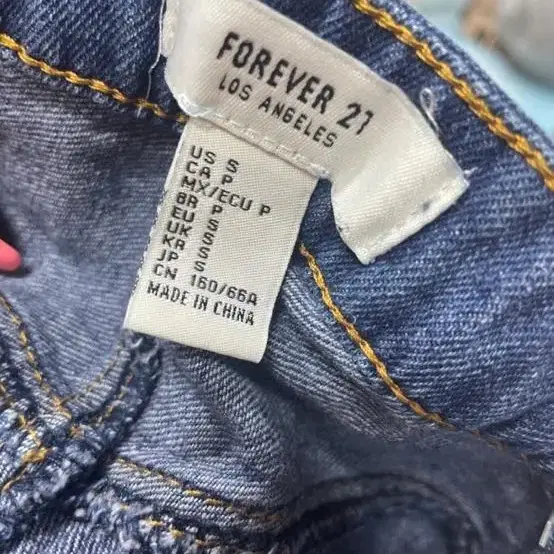 FOREVER 21
LOS ANGELES
US S
CA P
MX/ECU P
BR P
EU S
UK S
KR S
JP S
CN 160/66A
MADE IN CHINA